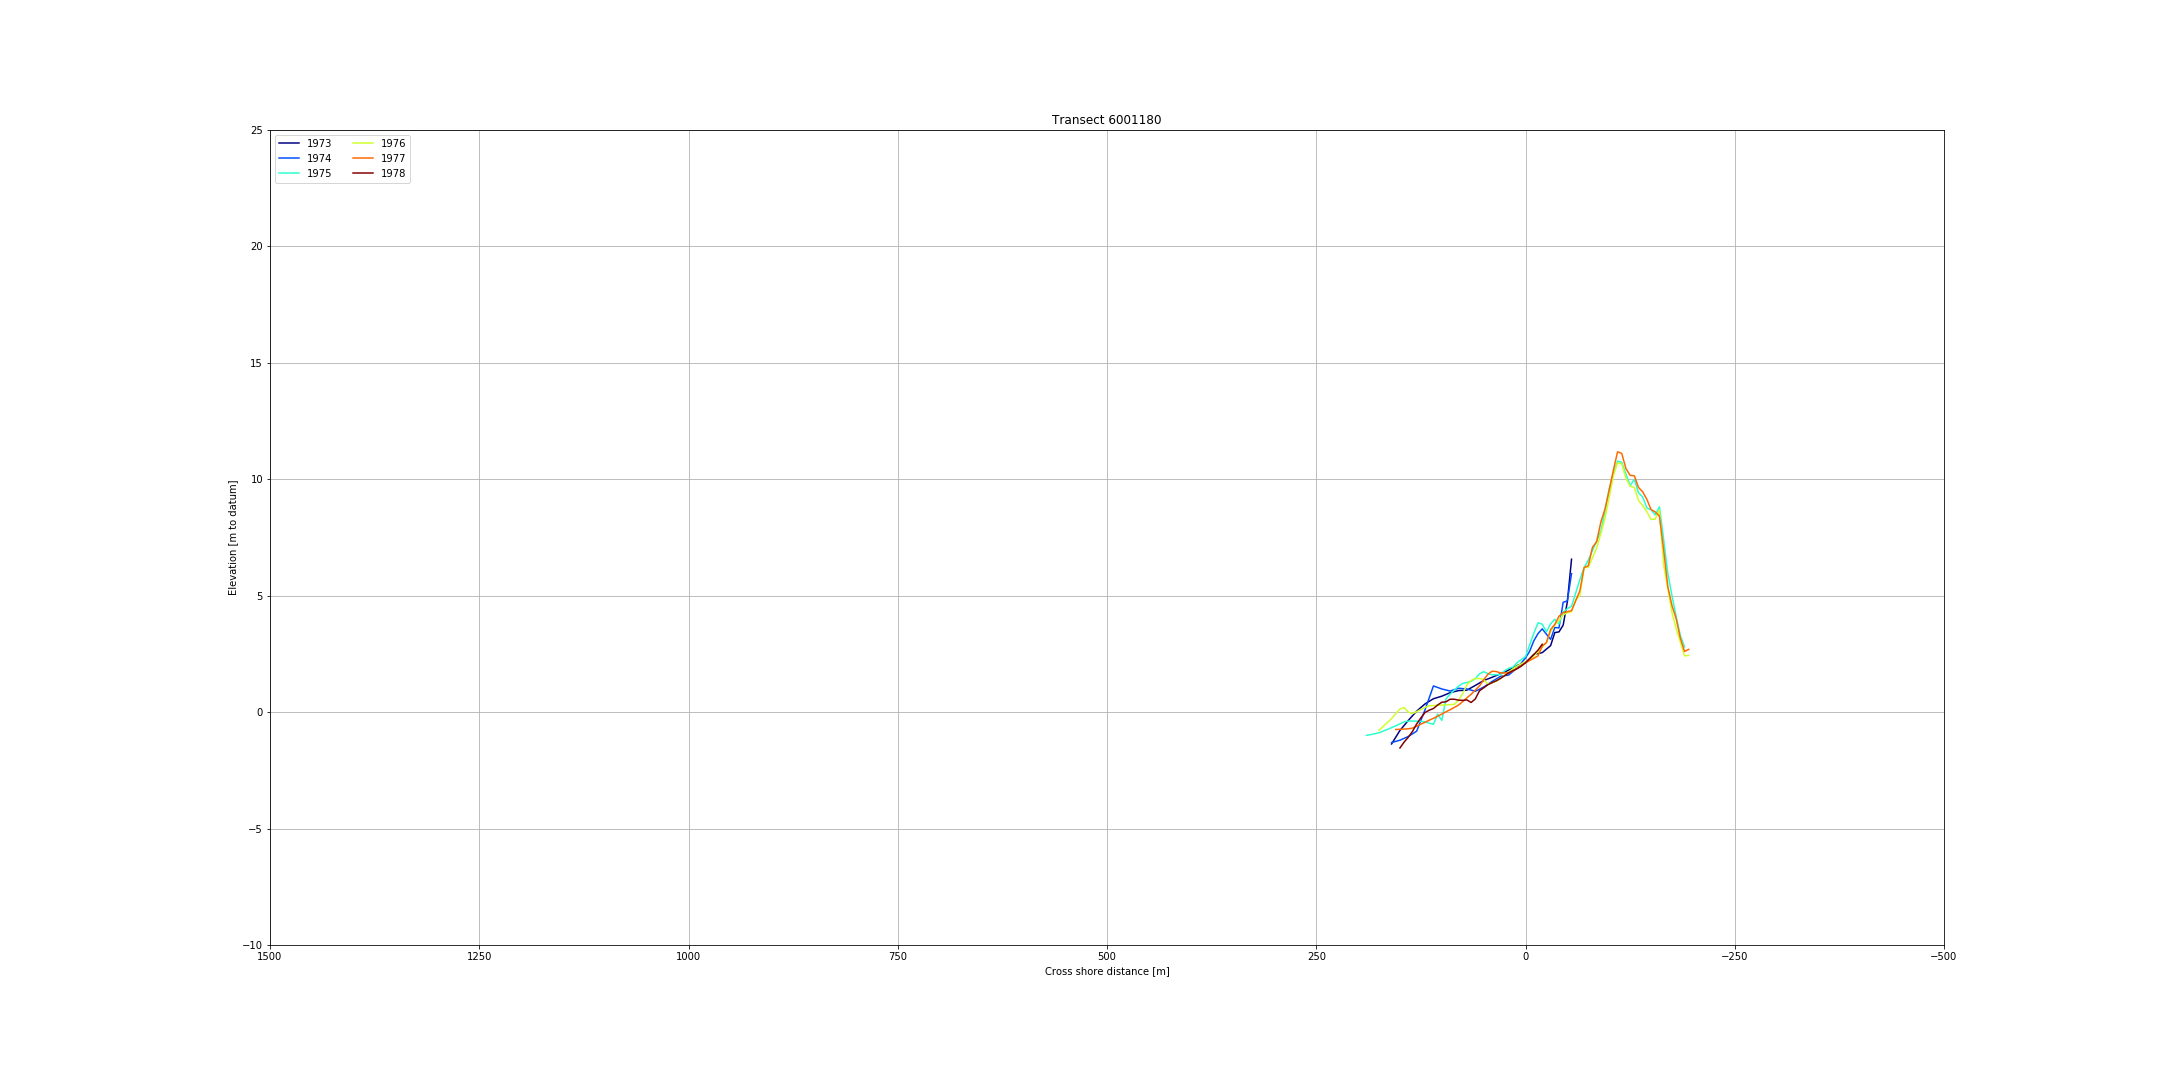 Transect 6001180
1973 1976
1974 1977
1975 1978
25
20
15
10
5
0
−5
−10
Elevation [m to datum]
1500 1250 1000 750 500 250 0 −250 −500
Cross shore distance [m]